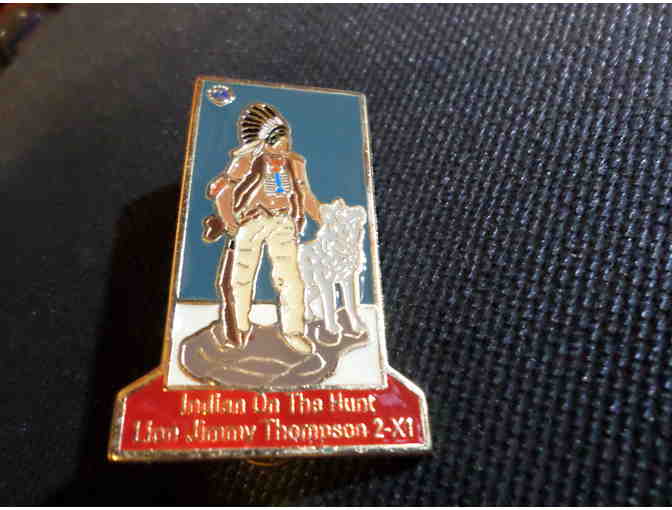 Indian On The Hunt
Lion Jimmy Thompson 2-X1